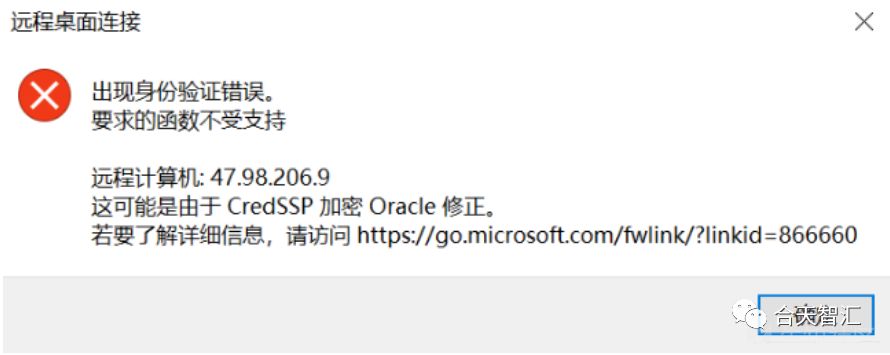 远程桌面连接
出现身份验证错误。
要求的函数不受支持
远程计算机: 47.98.206.9
这可能是由于 CredSSP 加密 Oracle 修正。
若要了解详细信息，请访问 https://go.microsoft.com/fwlink/?linkid=866660
合天智汇